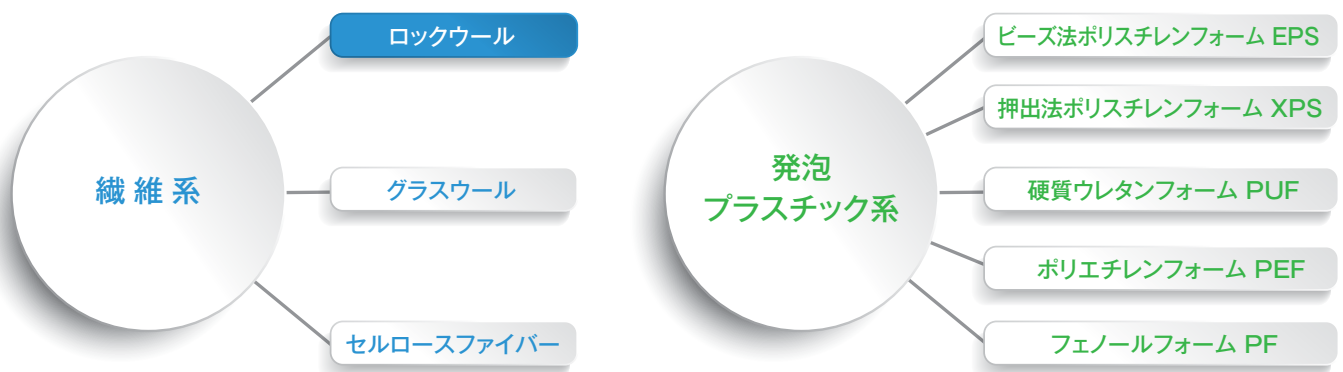 繊維系
ロックウール
グラスウール
セルロースファイバー
発泡
プラスチック系
ビーズ法ポリスチレンフォーム EPS
押出法ポリスチレンフォーム XPS
硬質ウレタンフォーム PUF
ポリエチレンフォーム PEF
フェノールフォーム PF